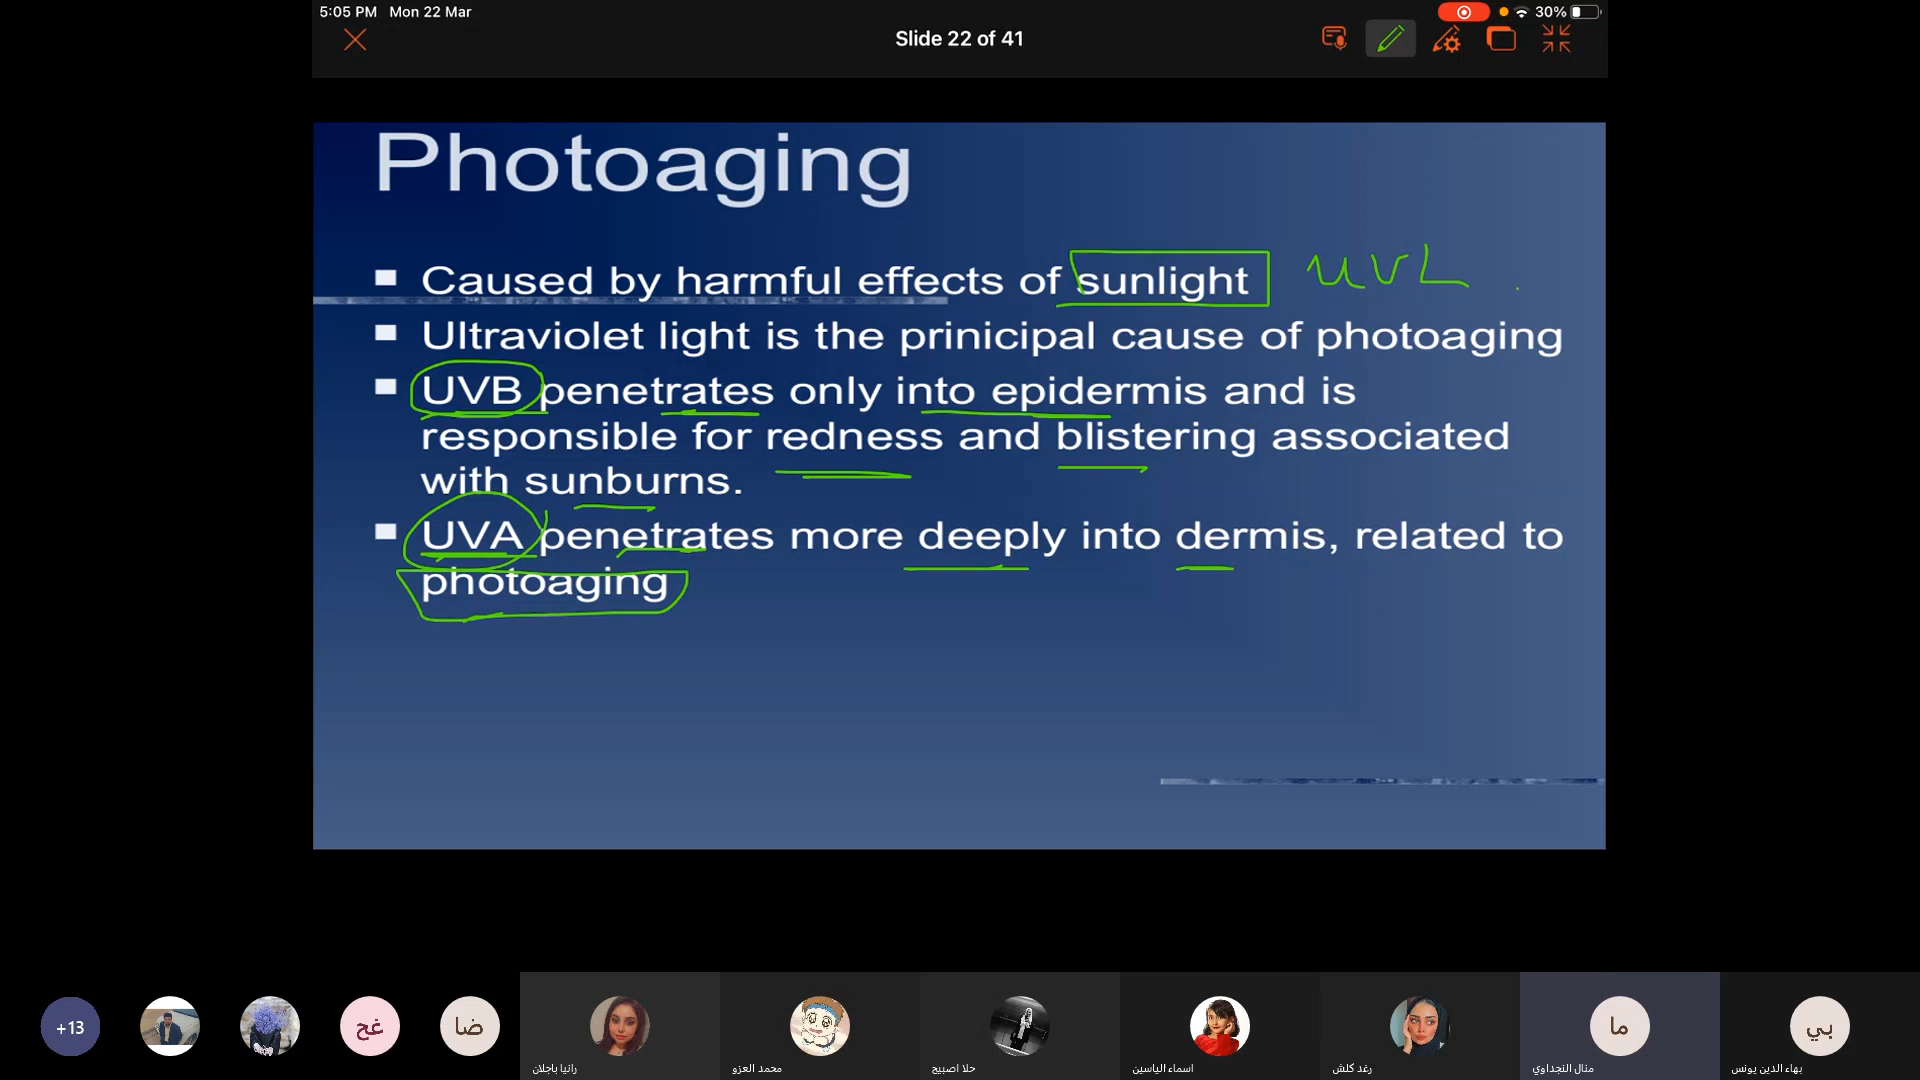 5:05 PM Mon 22 Mar
30%
Slide 22 of 41
Photoaging
Caused by harmful effects of sunlight UVL
Ultraviolet light is the prinicipal cause of photoaging
UVB penetrates only into epidermis and is
responsible for redness and blistering associated
with sunburns.
UVA penetrates more deeply into dermis, related to
photoaging
+13
غح
ضا
ما
بي
رانيا باجلان
محمد العزو
حلا اصبيح
اسماء الياسين
رغد كلش
منال النجداوي
بهاء الدين يونس